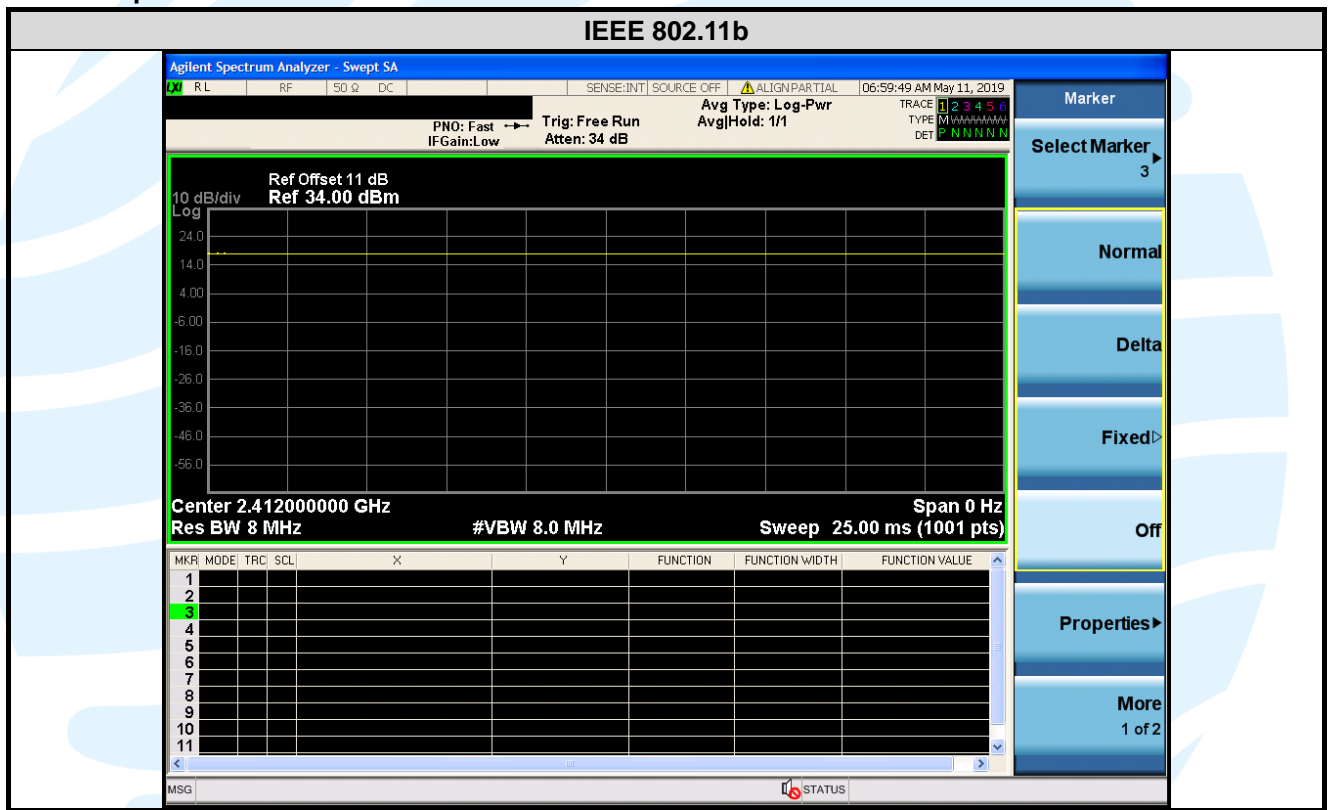 IEEE 802.11b
Agilent Spectrum Analyzer - Swept SA
LXI RL RF 50 Ω DC SENSE:INT SOURCE OFF ALIGN PARTIAL 06:59:49 AM May 11, 2019
Avg Type: Log-Pwr TRACE 1 2 3 4 5 6
PNO: Fast Trig: Free Run Avg|Hold: 1/1 TYPE M WWWWW
IFGain:Low Atten: 34 dB DET P N N N N N
Ref Offset 11 dB
10 dB/div Ref 34.00 dBm
Log
24.0
14.0
4.00
-6.00
-16.0
-26.0
-36.0
-46.0
-56.0
Center 2.412000000 GHz Span 0 Hz
Res BW 8 MHz #VBW 8.0 MHz Sweep 25.00 ms (1001 pts)
MKR MODE TRC SCL X Y FUNCTION FUNCTION WIDTH FUNCTION VALUE
1
2
3
4
5
6
7
8
9
10
11
MSG STATUS
Marker
Select Marker
3
Normal
Delta
Fixed
Off
Properties
More
1 of 2